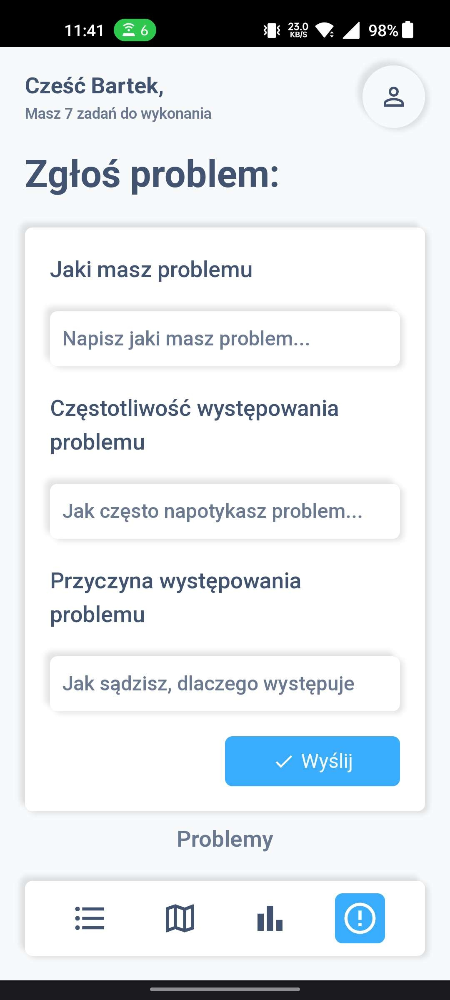 11:41
6
23.0
KB/S
98%
Cześć Bartek,
Masz 7 zadań do wykonania
Zgłoś problem:
Jaki masz problemu
Napisz jaki masz problem...
Częstotliwość występowania
problemu
Jak często napotykasz problem...
Przyczyna występowania
problemu
Jak sądzisz, dlaczego występuje
Wyślij
Problemy